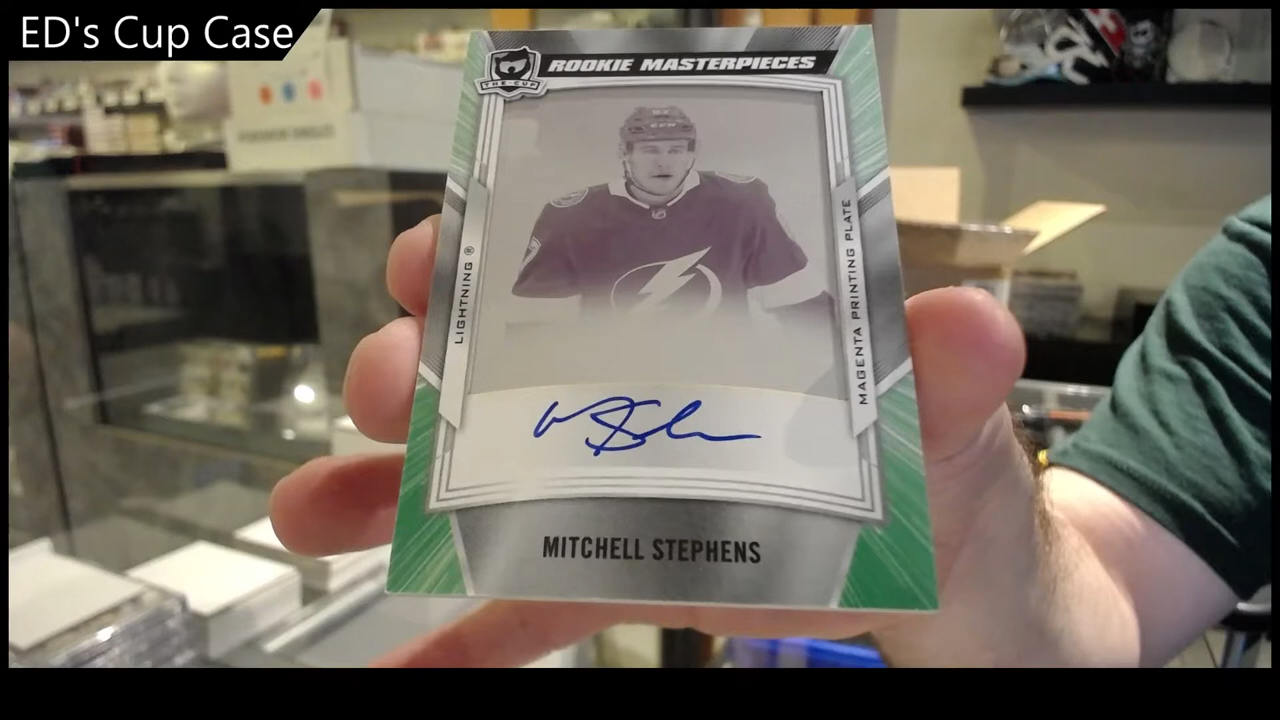 ED's Cup Case
THE CUP
ROOKIE MASTERPIECES
LIGHTNING ®
MAGENTA PRINTING PLATE
MITCHELL STEPHENS